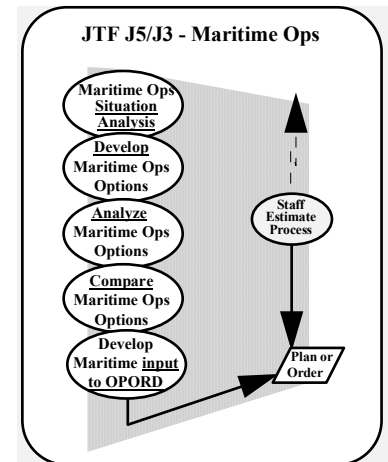 JTF J5/J3 - Maritime Ops
Maritime Ops
Situation
Analysis
Develop
Maritime Ops
Options
Analyze
Maritime Ops
Options
Compare
Maritime Ops
Options
Develop
Maritime input
to OPORD
Staff
Estimate
Process
Plan or
Order